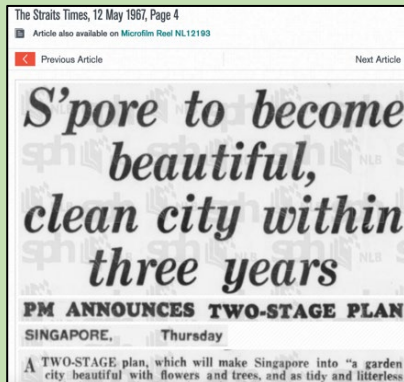 The Straits Times, 12 May 1967, Page 4
Article also available on Microfilm Reel NL12193
Previous Article Next Article
S'pore to become
beautiful,
clean city within
three years
PM ANNOUNCES TWO-STAGE PLAN
SINGAPORE, Thursday
A TWO-STAGE plan, which will make Singapore into "a garden
city beautiful with flowers and trees, and as tidy and litterless